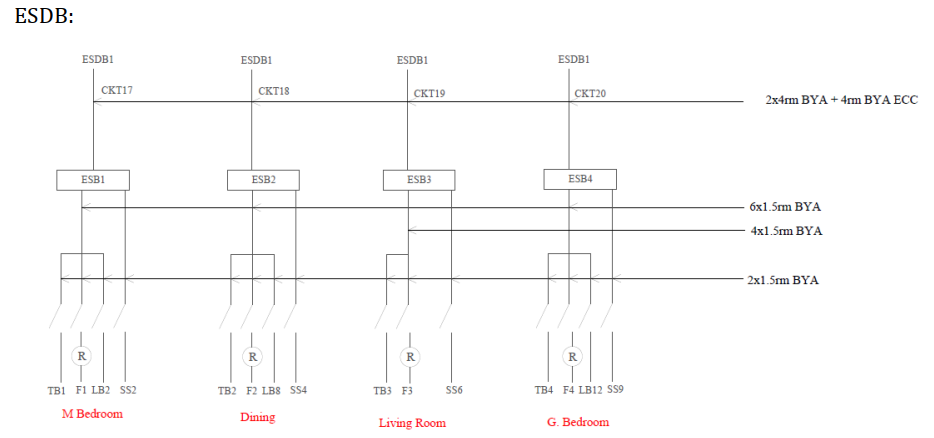 ESDB:
ESDB1 ESDB1 ESDB1 ESDB1
CKT17 CKT18 CKT19 CKT20 2x4rm BYA + 4rm BYA ECC
ESB1 ESB2 ESB3 ESB4
6x1.5rm BYA
4x1.5rm BYA
2x1.5rm BYA
R R R R
TB1 F1 LB2 SS2 TB2 F2 LB8 SS4 TB3 F3 SS6 TB4 F4 LB12 SS9
M Bedroom Dining Living Room G. Bedroom